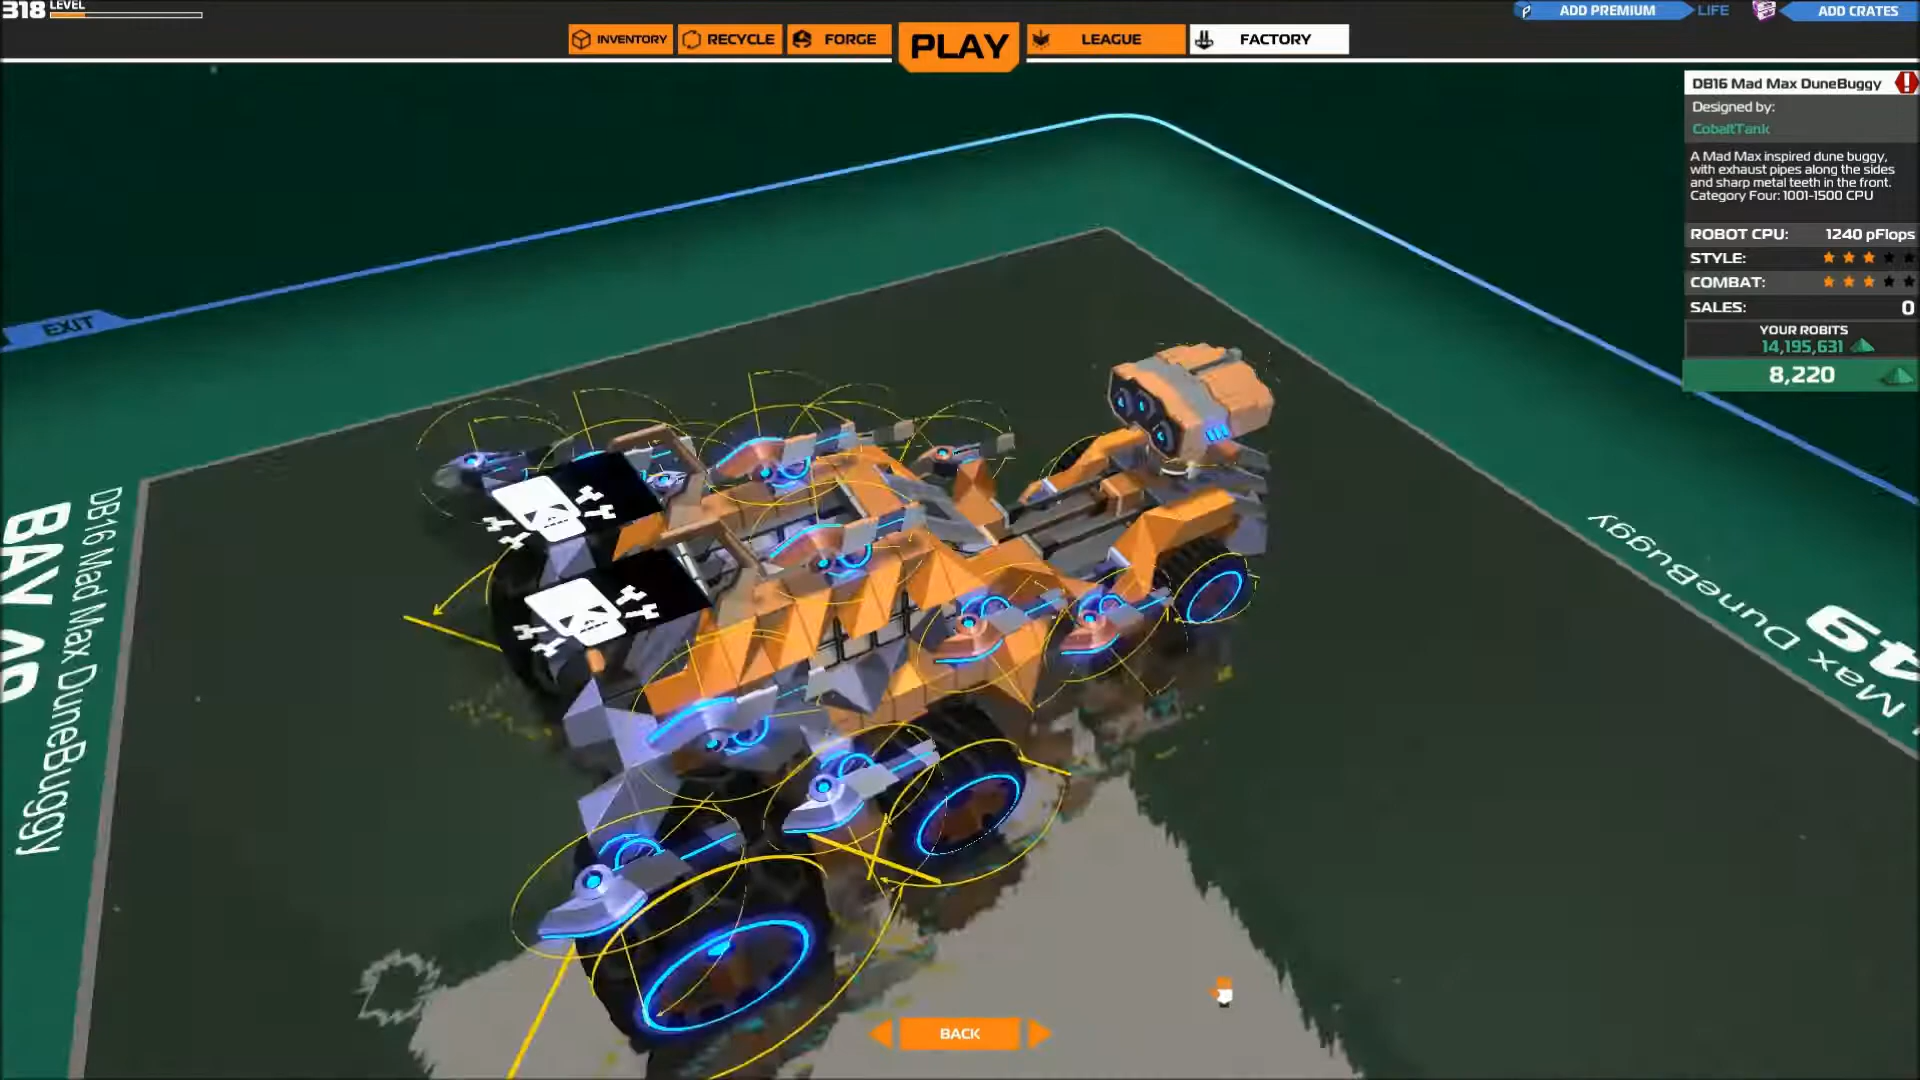 318 LEVEL
ADD PREMIUM LIFE ADD CRATES
INVENTORY RECYCLE FORGE PLAY LEAGUE FACTORY
DB16 Mad Max DuneBuggy !
Designed by:
CobaltTank
A Mad Max inspired dune buggy,
with exhaust pipes along the sides
and sharp metal teeth in the front.
Category Four: 1001-1500 CPU
ROBOT CPU: 1240 pFlops
STYLE:
COMBAT:
SALES: 0
YOUR ROBITS
14,195,631
8,220
EXIT
DB16 Mad Max DuneBuggy
BAY
Max DuneBuggy
49
BACK